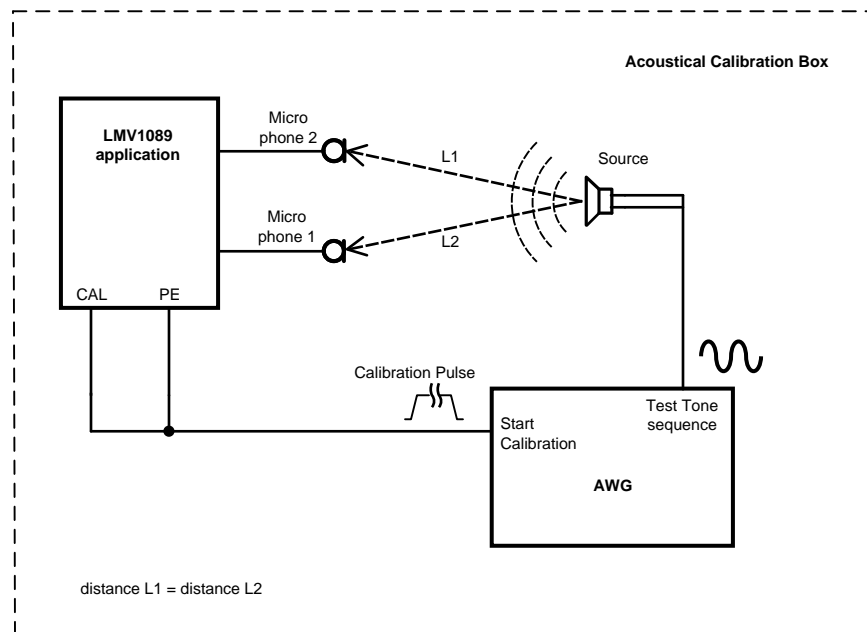 Acoustical Calibration Box
LMV1089
application
Micro
phone 2
L1
Source
Micro
phone 1
L2
CAL
PE
Calibration Pulse
Start
Calibration
Test Tone
sequence
AWG
distance L1 = distance L2